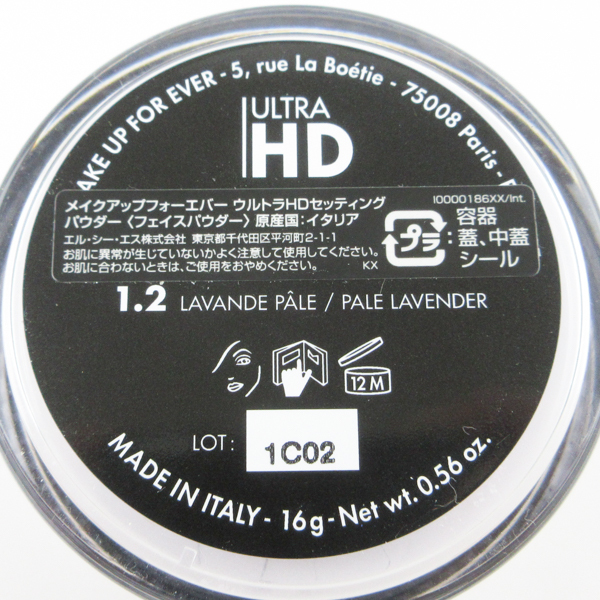 AKE UP FOR EVER - 5, rue La Boétie - 75008 Paris -
ULTRA
HD
メイクアップフォーエバー ウルトラHDセッティング
パウダー〈フェイスパウダー〉原産国:イタリア
エル・シー・エス株式会社 東京都千代田区平河町2-1-1
お肌に異常が生じていないかよく注意して使用してください。
お肌に合わないときは、ご使用をおやめください。 KX
I0000186XX/Int.
プラ
:容器
:蓋、中蓋
シール
1.2 LAVANDE PÂLE / PALE LAVENDER
12 M
LOT: 1C02
MADE IN ITALY - 16g - Net wt. 0.56 oz.